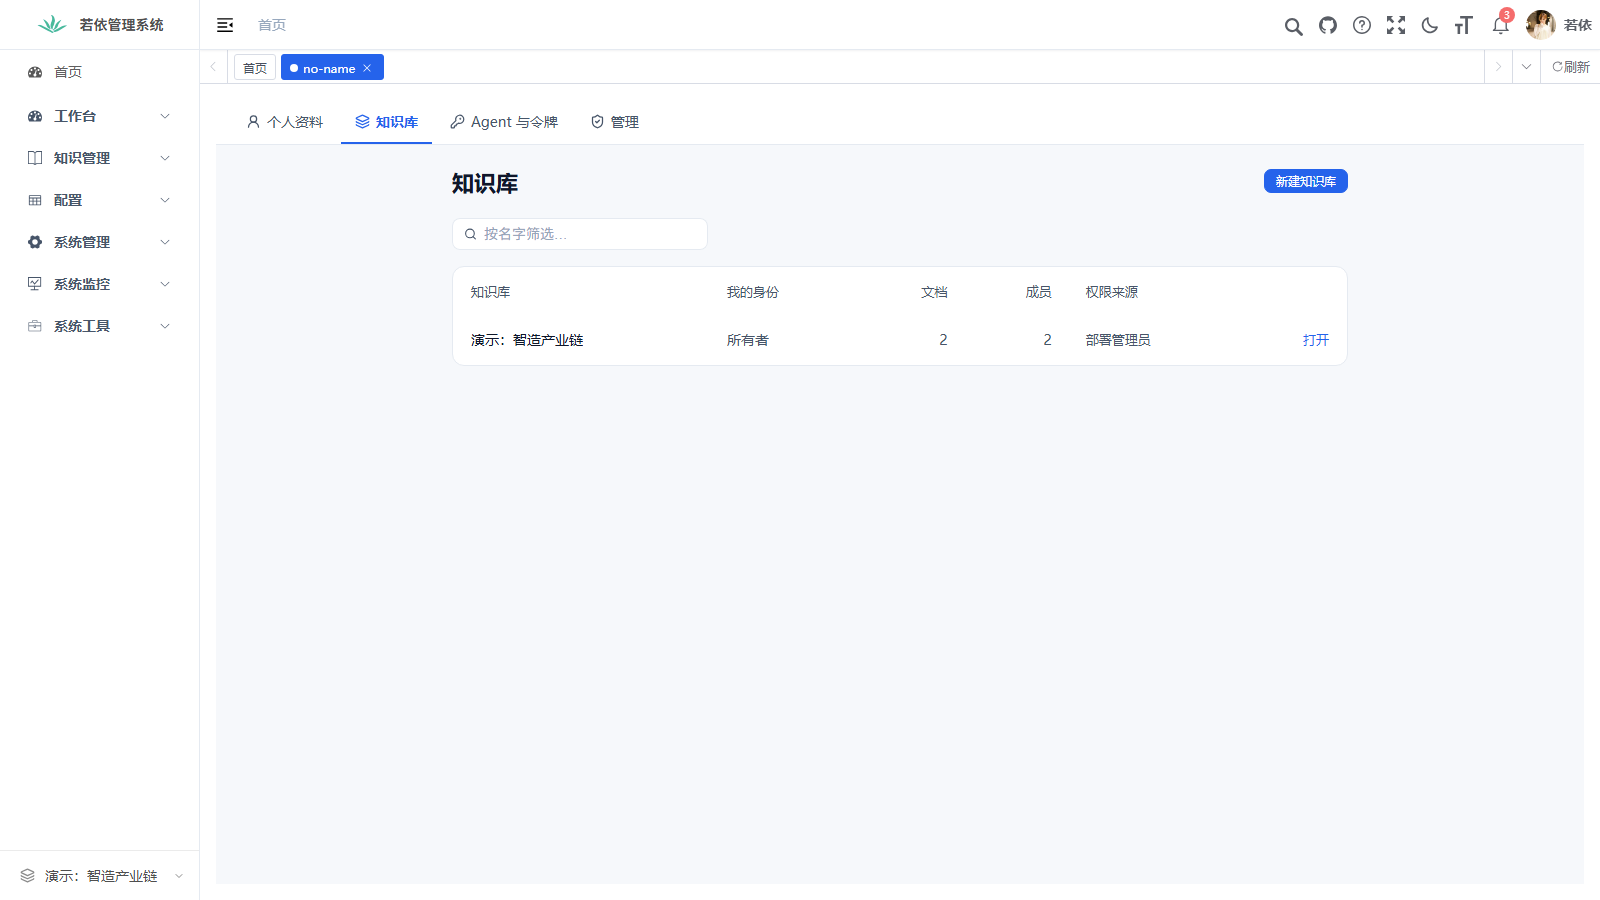 若依管理系统
首页
3
若依
首页
no-name
刷新
首页
工作台
知识管理
配置
系统管理
系统监控
系统工具
个人资料
知识库
Agent 与令牌
管理
知识库
新建知识库
按名字筛选...
知识库 我的身份 文档 成员 权限来源
演示：智造产业链 所有者 2 2 部署管理员 打开
演示：智造产业链